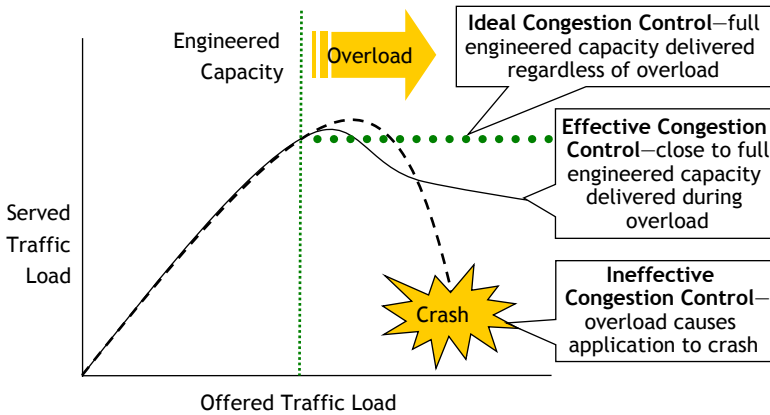 Engineered
Capacity
Overload
Ideal Congestion Control—full
engineered capacity delivered
regardless of overload
Effective Congestion
Control—close to full
engineered capacity
delivered during
overload
Served
Traffic
Load
Crash
Ineffective
Congestion Control—
overload causes
application to crash
Offered Traffic Load